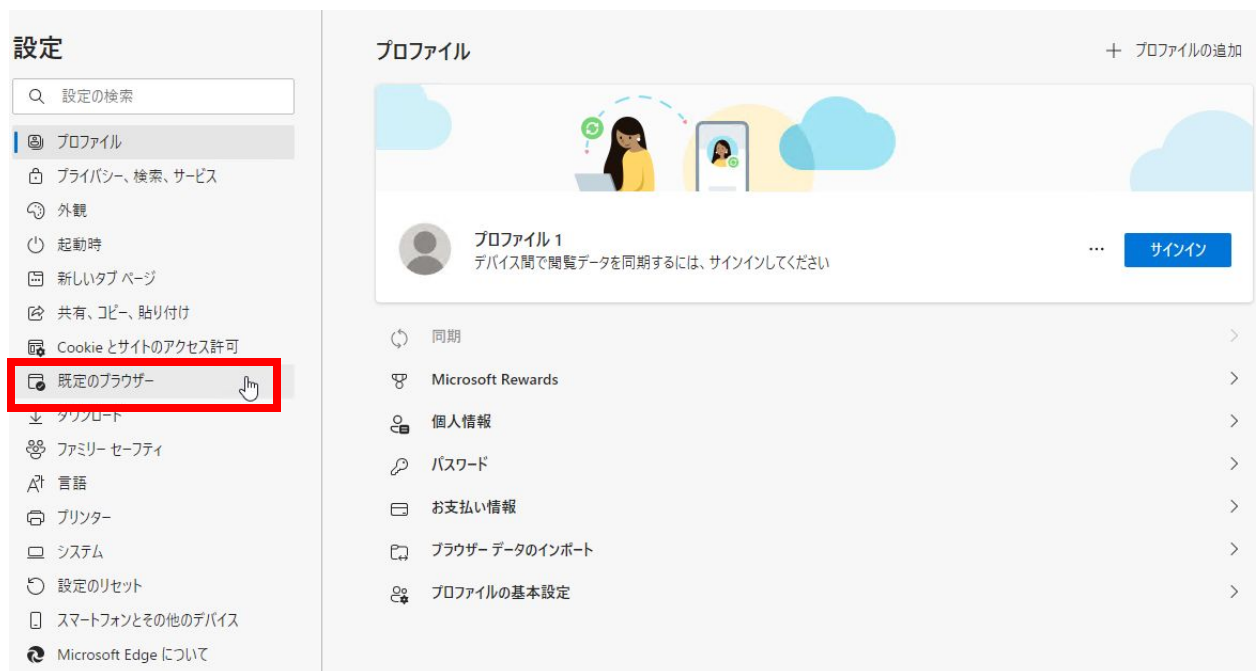 設定
設定の検索
プロファイル
プライバシー、検索、サービス
外観
起動時
新しいタブ ページ
共有、コピー、貼り付け
Cookie とサイトのアクセス許可
既定のブラウザー
ダウンロード
ファミリー セーフティ
言語
プリンター
システム
設定のリセット
スマートフォンとその他のデバイス
Microsoft Edge について
プロファイル
プロファイルの追加
プロファイル 1
デバイス間で閲覧データを同期するには、サインインしてください
サインイン
同期
Microsoft Rewards
個人情報
パスワード
お支払い情報
ブラウザー データのインポート
プロファイルの基本設定